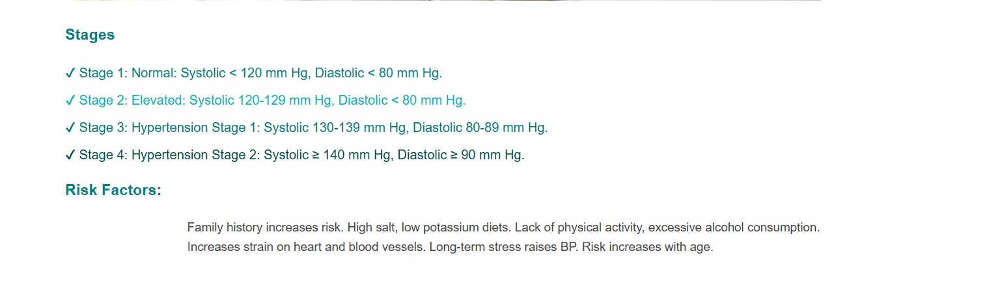 Stages
✓ Stage 1: Normal: Systolic < 120 mm Hg, Diastolic < 80 mm Hg.
✓ Stage 2: Elevated: Systolic 120-129 mm Hg, Diastolic < 80 mm Hg.
✓ Stage 3: Hypertension Stage 1: Systolic 130-139 mm Hg, Diastolic 80-89 mm Hg.
✓ Stage 4: Hypertension Stage 2: Systolic ≥ 140 mm Hg, Diastolic ≥ 90 mm Hg.
Risk Factors:
Family history increases risk. High salt, low potassium diets. Lack of physical activity, excessive alcohol consumption.
Increases strain on heart and blood vessels. Long-term stress raises BP. Risk increases with age.